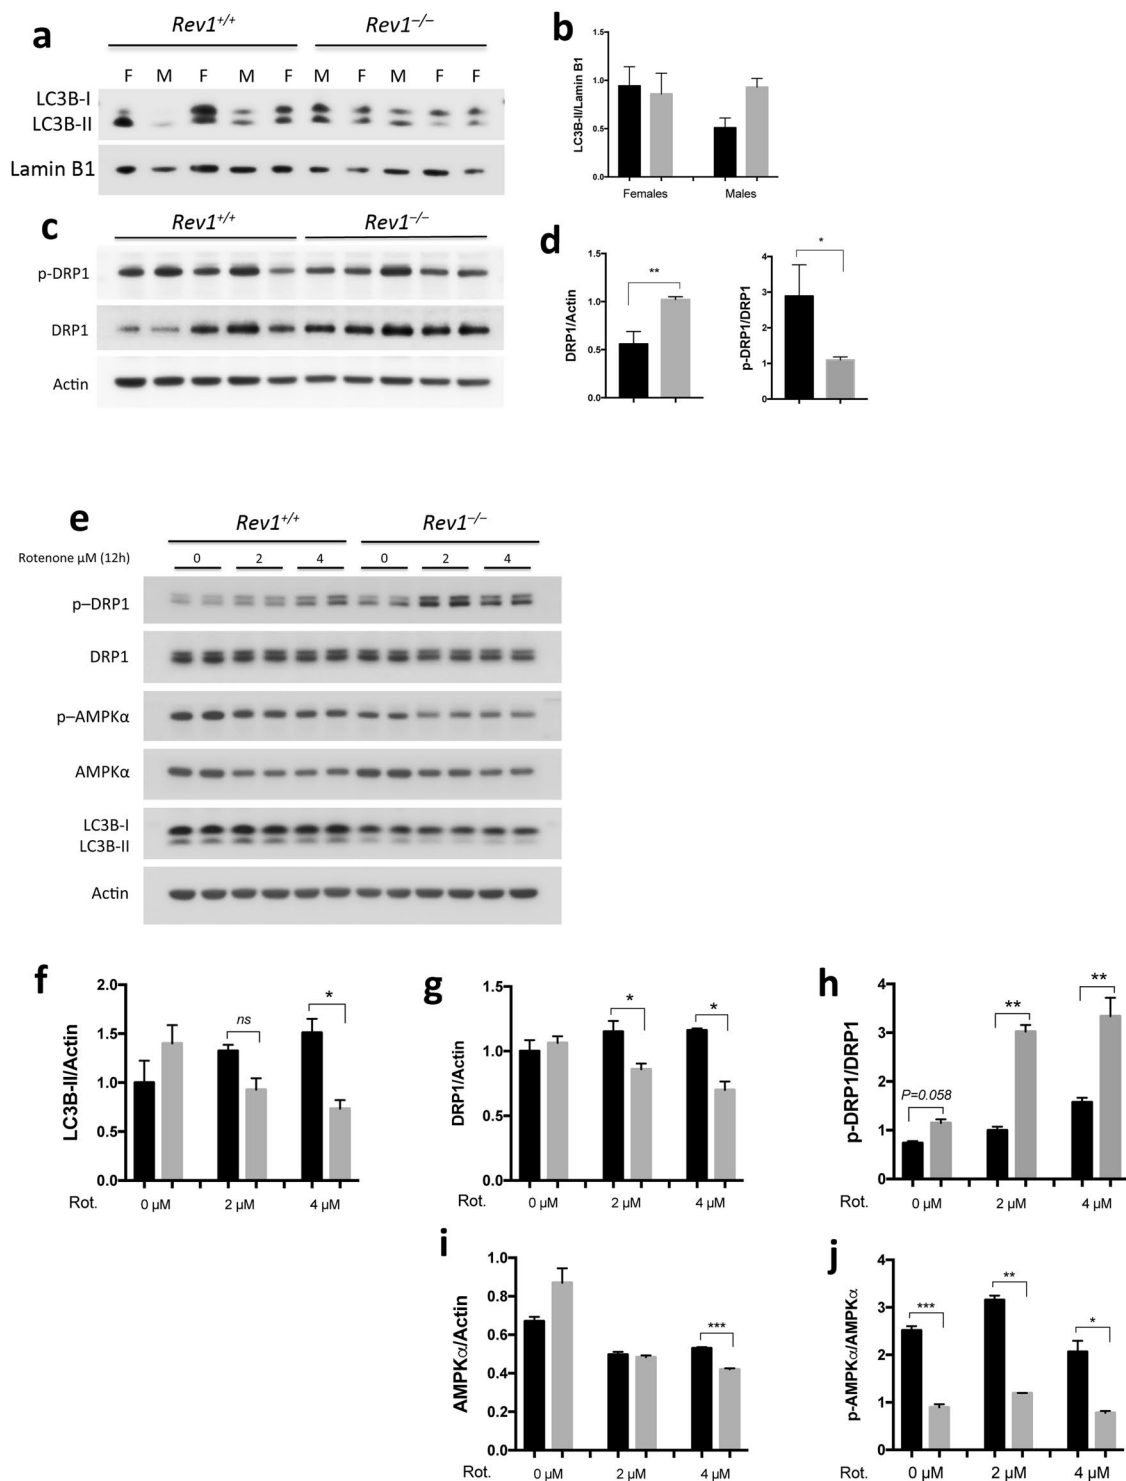 a
Rev1+/+
Rev1−/−
F M F M F M F M F F
LC3B-I
LC3B-II
Lamin B1
b
LC3B-II/Lamin B1
1.5
1.0
0.5
0.0
Females
Males
c
Rev1+/+
Rev1−/−
p-DRP1
DRP1
Actin
d
DRP1/Actin
1.5
1.0
0.5
0.0
**
p-DRP1/DRP1
4
3
2
1
0
*
e
Rev1+/+
Rev1−/−
Rotenone µM (12h)
0 2 4 0 2 4
p–DRP1
DRP1
p–AMPKα
AMPKα
LC3B-I
LC3B-II
Actin
f
LC3B-II/Actin
2.0
1.5
1.0
0.5
0.0
ns
*
Rot.
0 µM 2 µM 4 µM
g
DRP1/Actin
1.5
1.0
0.5
0.0
*
*
0 µM 2 µM 4 µM
h
p-DRP1/DRP1
4
3
2
1
0
P=0.058
**
**
0 µM 2 µM 4 µM
i
AMPKα/Actin
1.0
0.8
0.6
0.4
0.2
0.0
***
Rot.
0 µM 2 µM 4 µM
j
p-AMPKα/AMPKα
4
3
2
1
0
***
**
*
Rot.
0 µM 2 µM 4 µM